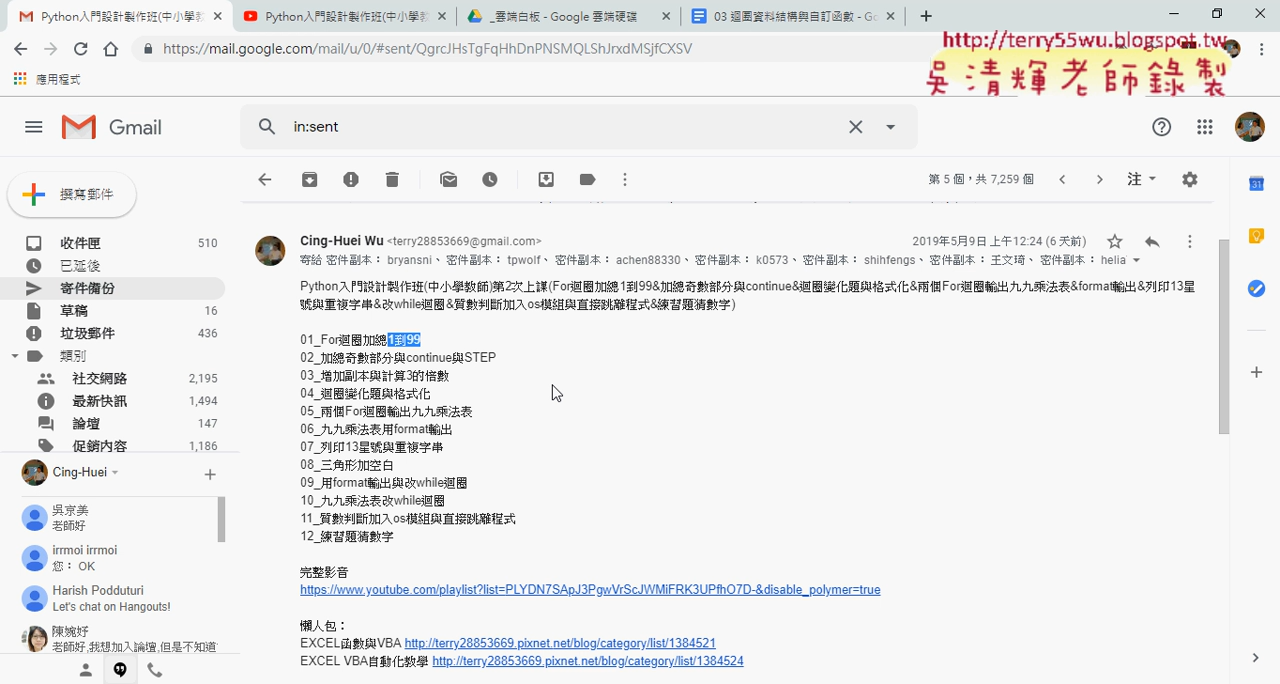 Python入門設計製作班(中小學教
Python入門設計製作班(中小學教
_雲端白板 - Google 雲端硬碟
03 迴圈資料結構與自訂函數 - Go
https://mail.google.com/mail/u/0/#sent/QgrcJHsTgFqHhDnPNSMQLShJrxdMSjfCXSV
http://terry55wu.blogspot.tw
應用程式
吳清輝老師錄製
Gmail
in:sent
撰寫郵件
第 5 個,共 7,259 個
注
收件匣 510
已延後
寄件備份
草稿 16
垃圾郵件 436
類別
社交網路 2,195
最新快訊 1,494
論壇 147
促銷內容 1,186
Cing-Huei
吳京美
老師好
irrmoi irrmoi
您: OK
Harish Podduturi
Let's chat on Hangouts!
陳婉妤
老師好,我想加入論壇,但是不知道
Cing-Huei Wu <terry28853669@gmail.com>
2019年5月9日 上午12:24 (6 天前)
寄給 密件副本: bryansni、 密件副本: tpwolf、 密件副本: achen88330、 密件副本: k0573、 密件副本: shihfengs、 密件副本: 王文琦、 密件副本: helia
Python入門設計製作班(中小學教師)第2次上課(For迴圈加總1到99&加總奇數部分與continue&迴圈變化題與格式化&兩個For迴圈輸出九九乘法表&format輸出&列印13星
號與重複字串&改while迴圈&質數判斷加入os模組與直接跳離程式&練習題猜數字)
01_For迴圈加總1到99
02_加總奇數部分與continue與STEP
03_增加副本與計算3的倍數
04_迴圈變化題與格式化
05_兩個For迴圈輸出九九乘法表
06_九九乘法表用format輸出
07_列印13星號與重複字串
08_三角形加空白
09_用format輸出與改while迴圈
10_九九乘法表改while迴圈
11_質數判斷加入os模組與直接跳離程式
12_練習題猜數字
完整影音
https://www.youtube.com/playlist?list=PLYDN7SApJ3PgwVrScJWMiFRK3UPfhO7D-&disable_polymer=true
懶人包:
EXCEL函數與VBA http://terry28853669.pixnet.net/blog/category/list/1384521
EXCEL VBA自動化教學 http://terry28853669.pixnet.net/blog/category/list/1384524